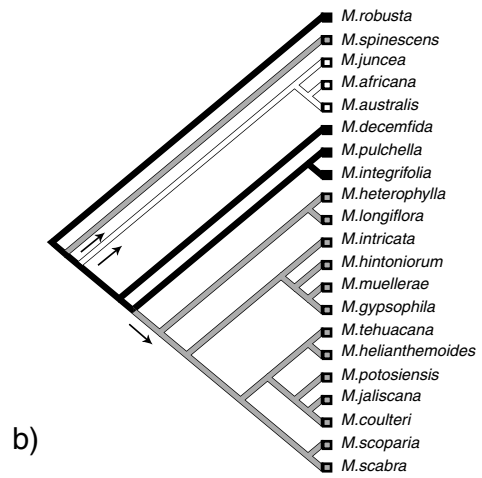 M.robusta
M.spinescens
M.juncea
M.africana
M.australis
M.decemfida
M.pulchella
M.integrifolia
M.heterophylla
M.longiflora
M.intricata
M.hintoniorum
M.muellerae
M.gypsophila
M.tehuacana
M.helianthemoides
M.potosiensis
M.jaliscana
M.coulteri
M.scoparia
M.scabra
b)